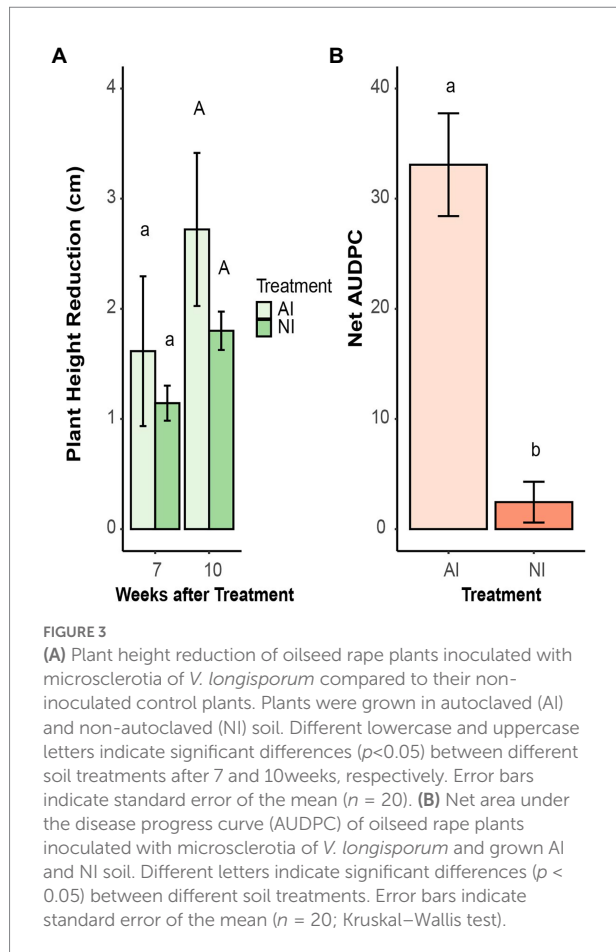 A
B
Plant Height Reduction (cm)
4
3
2
1
0
a
a
A
A
7
10
Weeks after Treatment
Treatment
AI
NI
Net AUDPC
40
30
20
10
0
a
b
AI
NI
Treatment
FIGURE 3
(A) Plant height reduction of oilseed rape plants inoculated with
microsclerotia of V. longisporum compared to their non-
inoculated control plants. Plants were grown in autoclaved (AI)
and non-autoclaved (NI) soil. Different lowercase and uppercase
letters indicate significant differences (p<0.05) between different
soil treatments after 7 and 10weeks, respectively. Error bars
indicate standard error of the mean (n = 20). (B) Net area under
the disease progress curve (AUDPC) of oilseed rape plants
inoculated with microsclerotia of V. longisporum and grown AI
and NI soil. Different letters indicate significant differences (p <
0.05) between different soil treatments. Error bars indicate
standard error of the mean (n = 20; Kruskal–Wallis test).